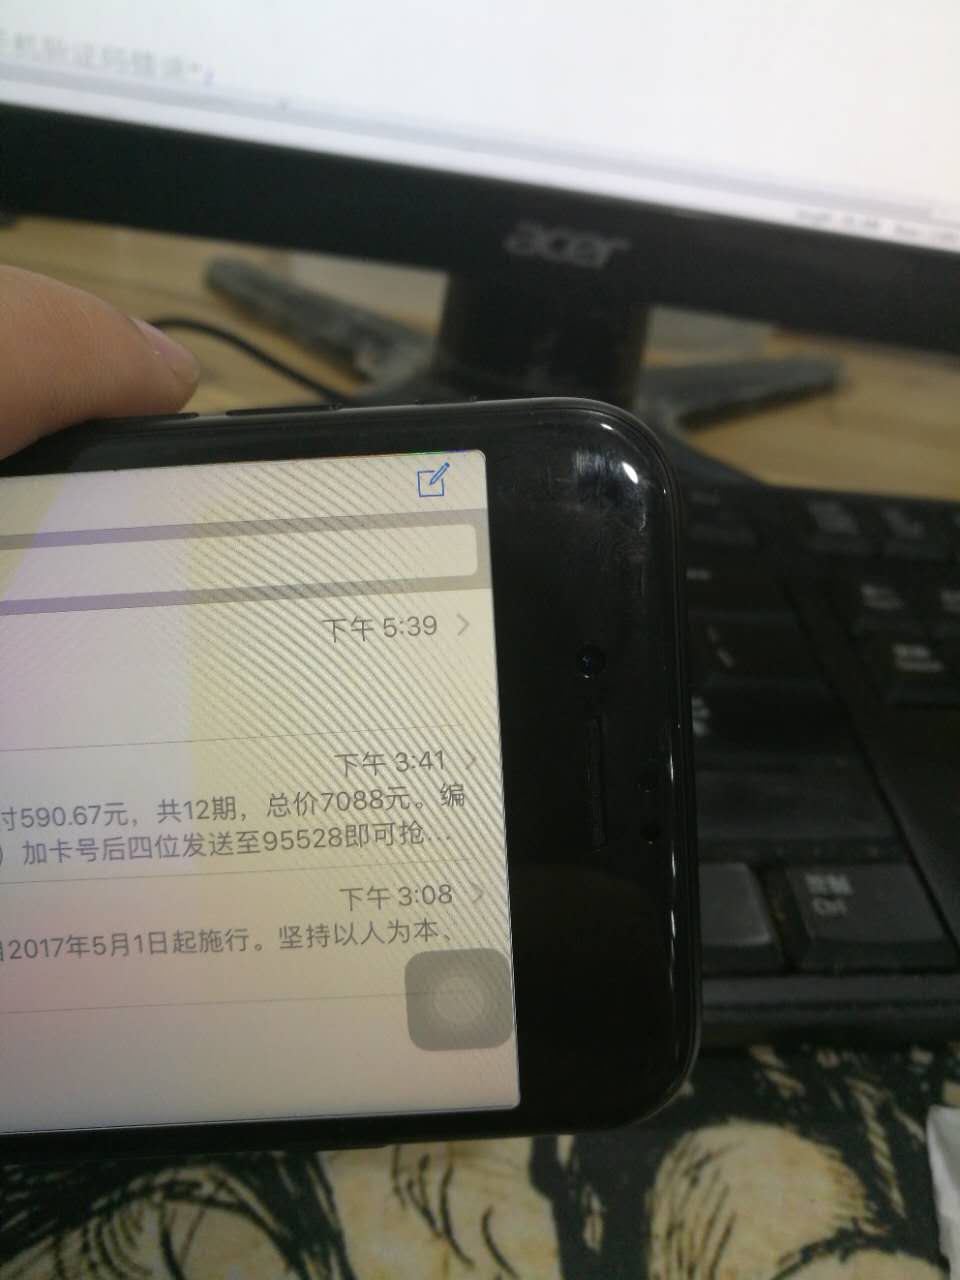 acer
下午 5:39
下午 3:41
付590.67元，共12期，总价7088元。编
）加卡号后四位发送至95528即可抢...
下午 3:08
2017年5月1日起施行。坚持以人为本、
Ctrl